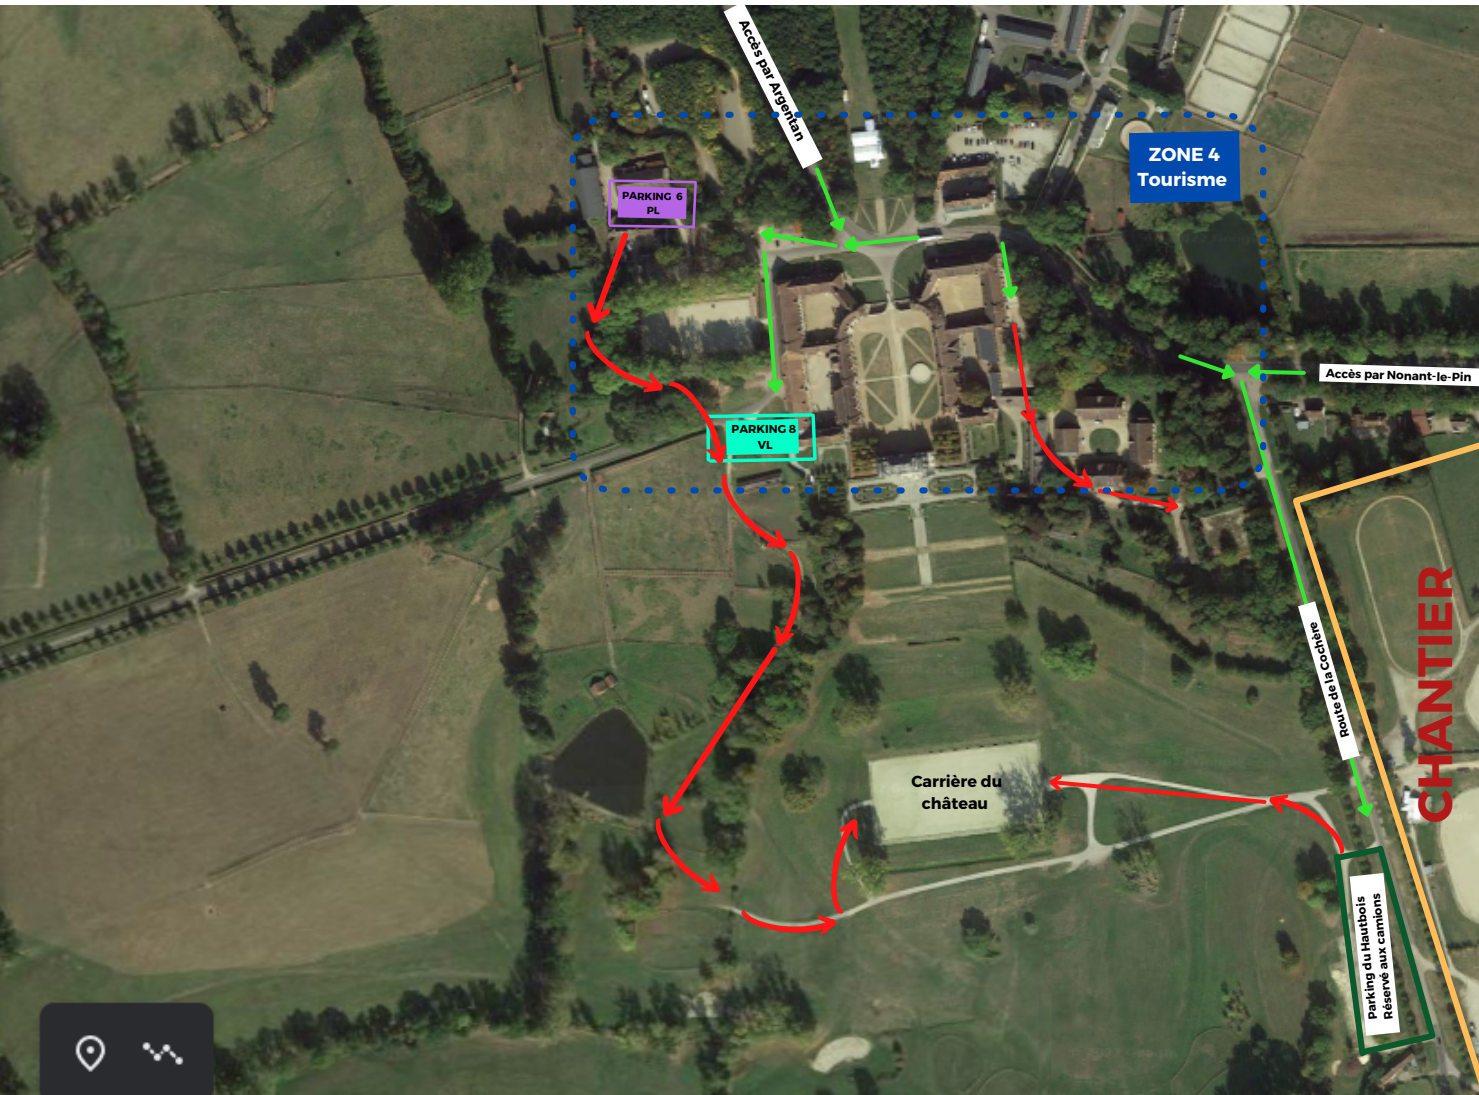 Accès par Argentan
ZONE 4
Tourisme
PARKING 6
PL
Accès par Nonant-le-Pin
PARKING 8
VL
CHANTIER
Route de la Cochère
Carrière du
château
Parking du Hautbois
Réservé aux camions